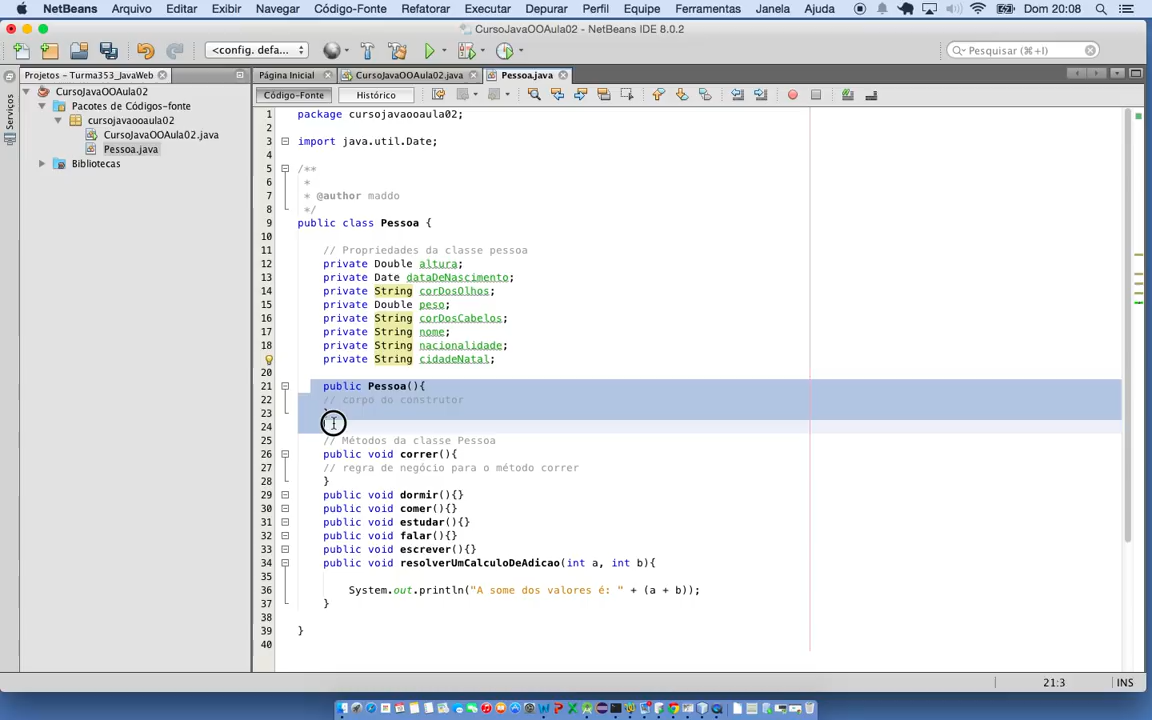 NetBeans Arquivo Editar Exibir Navegar Código-Fonte Refatorar Executar Depurar Perfil Equipe Ferramentas Janela Ajuda Dom 20:08
CursoJavaOOAula02 - NetBeans IDE 8.0.2
<config. defa... Pesquisar (⌘+I)
Projetos - Turma353_JavaWeb Página Inicial CursoJavaOOAula02.java Pessoa.java
Serviços
CursoJavaOOAula02
Pacotes de Códigos-fonte
cursojavaooaula02
CursoJavaOOAula02.java
Pessoa.java
Bibliotecas
Código-Fonte Histórico
1 package cursojavaooaula02;
2
3 import java.util.Date;
4
5 /**
6 *
7 * @author maddo
8 */
9 public class Pessoa {
10
11 // Propriedades da classe pessoa
12 private Double altura;
13 private Date dataDeNascimento;
14 private String corDosOlhos;
15 private Double peso;
16 private String corDosCabelos;
17 private String nome;
18 private String nacionalidade;
private String cidadeNatal;
20
21 public Pessoa(){
22 // corpo do construtor
23
24
25 // Métodos da classe Pessoa
26 public void correr(){
27 // regra de negócio para o método correr
28 }
29 public void dormir(){}
30 public void comer(){}
31 public void estudar(){}
32 public void falar(){}
33 public void escrever(){}
34 public void resolverUmCalculoDeAdicao(int a, int b){
35
36 System.out.println("A some dos valores é: " + (a + b));
37 }
38
39 }
40
21:3 INS